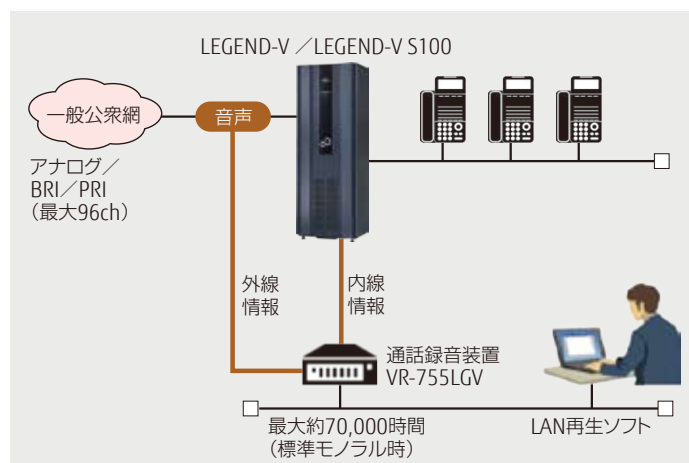 LEGEND-V ／LEGEND-V S100
一般公衆網
音声
アナログ／
BRI／PRI
（最大96ch）
外線
情報
内線
情報
通話録音装置
VR-755LGV
最大約70,000時間
（標準モノラル時）
LAN再生ソフト